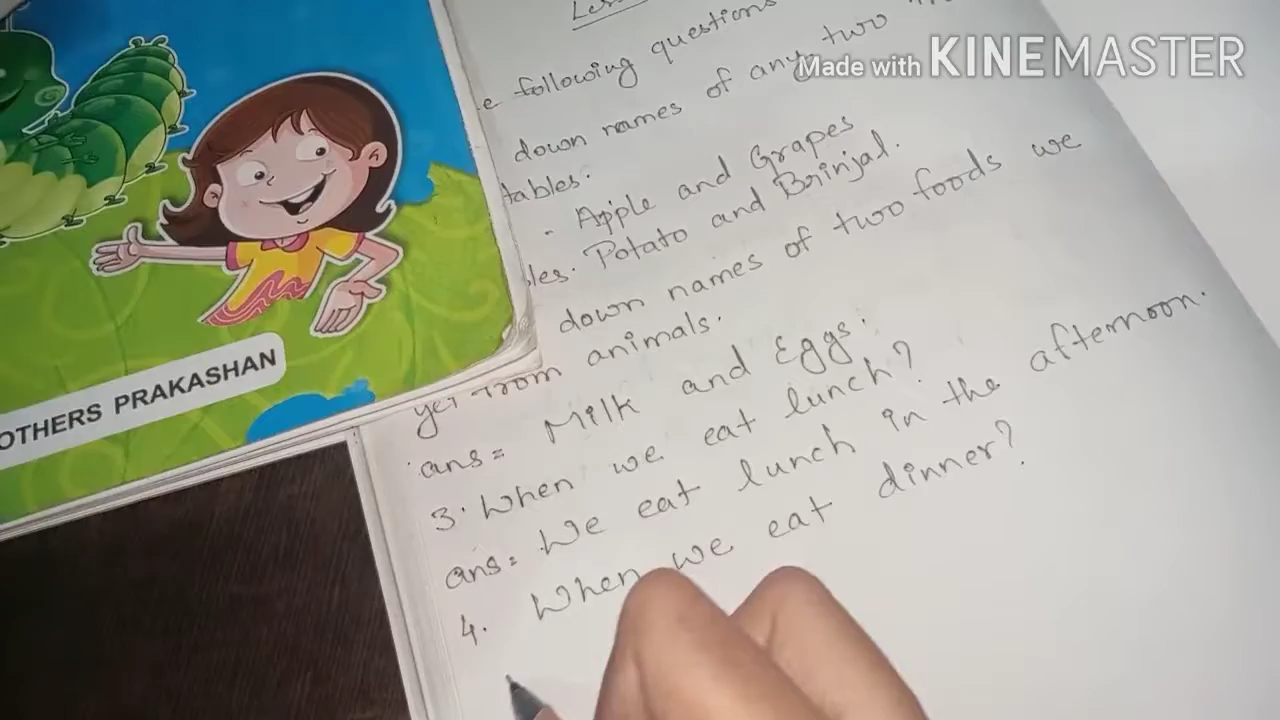 Made with KINEMASTER
e following questions
down names of any two
tables.
- Apple and Grapes
les. Potato and Brinjal.
down names of two foods we
get from animals.
ans = Milk and Eggs.
3. When we eat lunch?
ans = We eat lunch in the afternoon.
4. When we eat dinner?
OTHERS PRAKASHAN